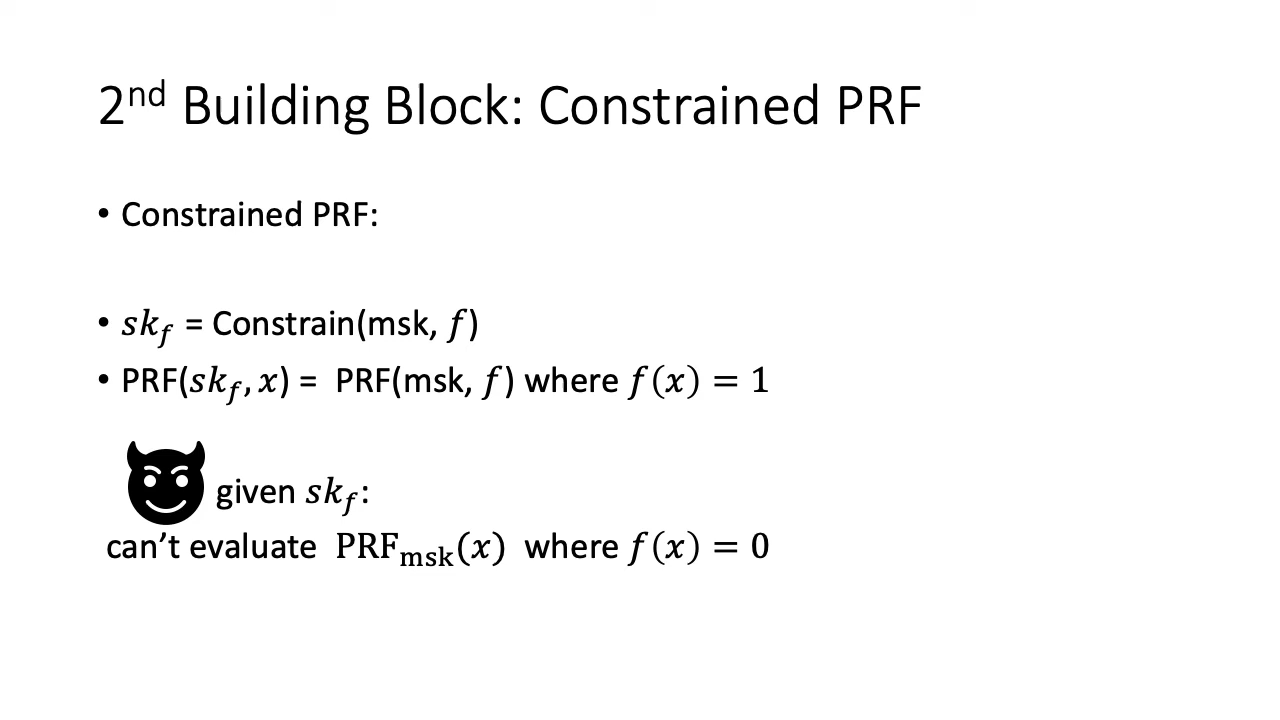 2nd Building Block: Constrained PRF
• Constrained PRF:
• 𝑠𝑘_𝑓 = Constrain(msk, 𝑓)
• PRF(𝑠𝑘_𝑓, 𝑥) = PRF(msk, 𝑓) where 𝑓(𝑥) = 1
given 𝑠𝑘_𝑓:
can’t evaluate PRF_msk(𝑥) where 𝑓(𝑥) = 0